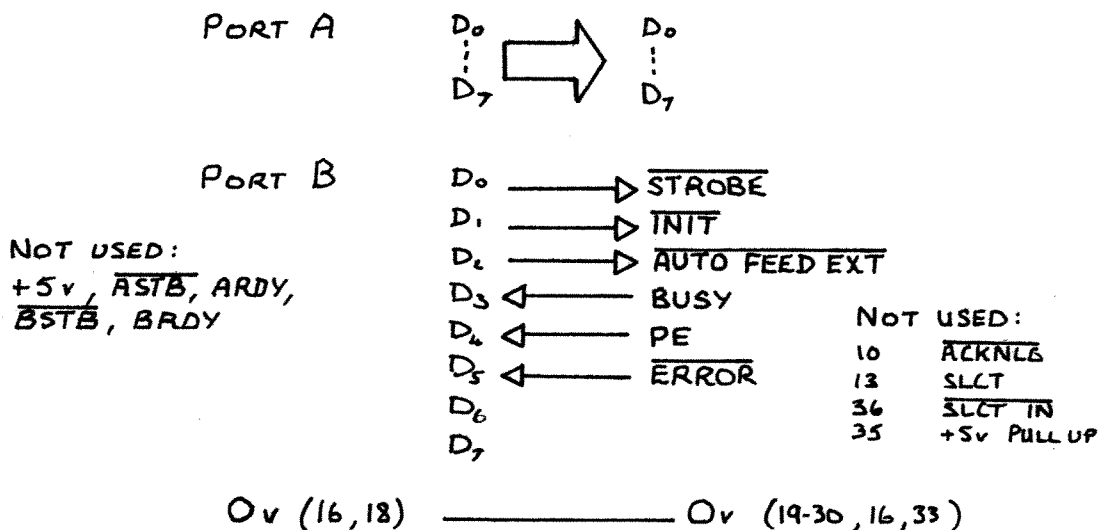 PORT A D0 D0
D7 D7
PORT B D0 STROBE
D1 INIT
NOT USED:
+5v, ASTB, ARDY,
BSTB, BRDY
D2 AUTO FEED EXT
D3 BUSY
D4 PE
D5 ERROR
D6
D7
NOT USED:
10 ACKNLG
13 SLCT
36 SLCT IN
35 +5v PULL UP
0v (16,18) 0v (19-30, 16, 33)